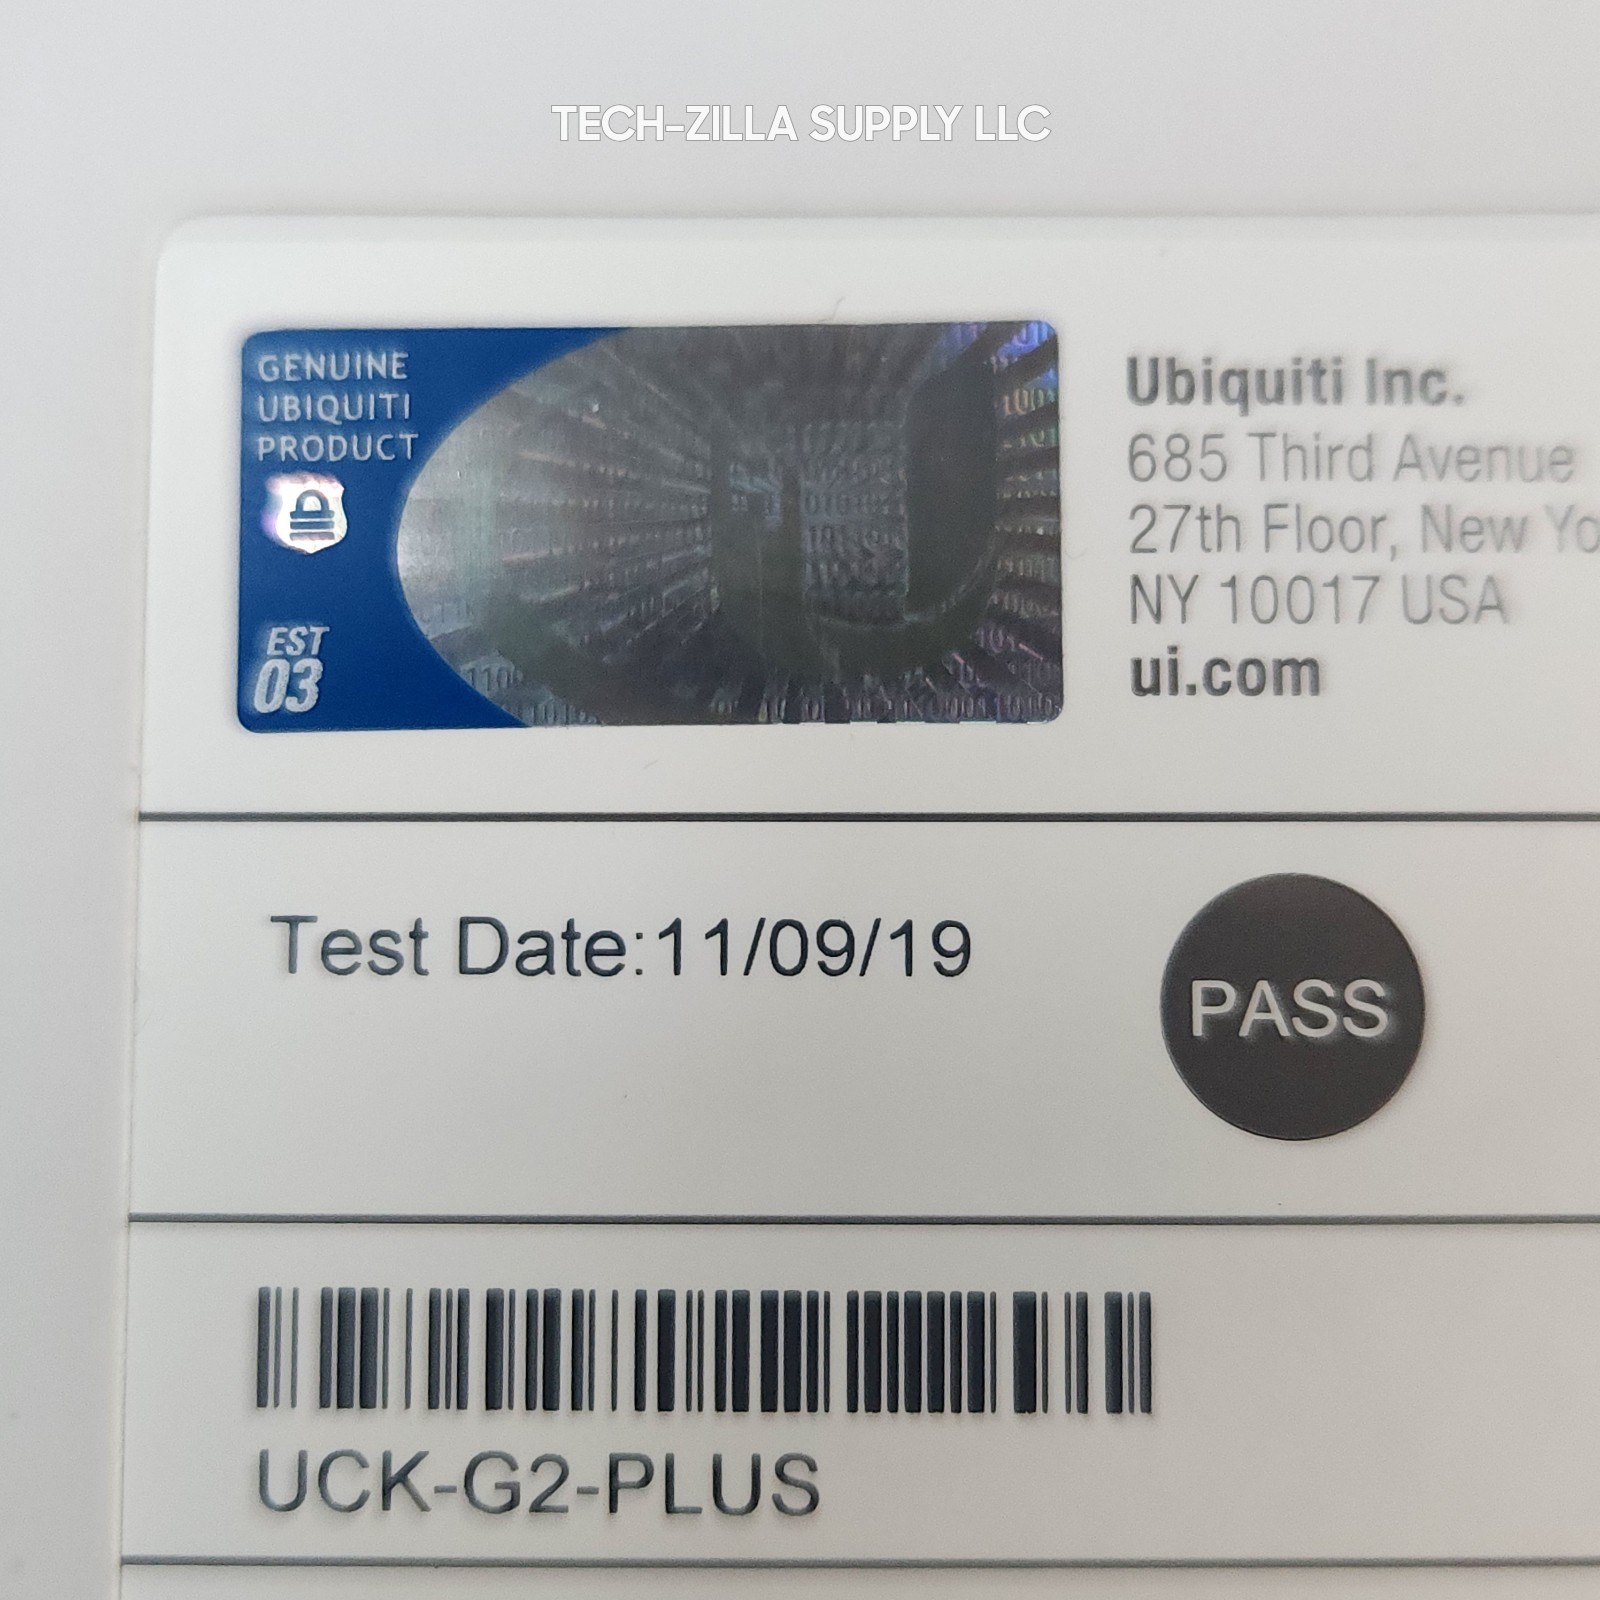 TECH-ZILLA SUPPLY LLC
GENUINE
UBIQUITI
PRODUCT
EST
03
Ubiquiti Inc.
685 Third Avenue
27th Floor, New Yo
NY 10017 USA
ui.com
Test Date:11/09/19
PASS
UCK-G2-PLUS